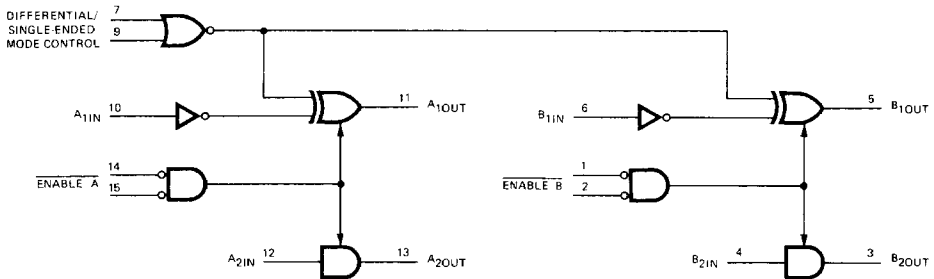 DIFFERENTIAL/
SINGLE-ENDED
MODE CONTROL
7
9
A1IN
10
11
A1OUT
B1IN
6
5
B1OUT
ENABLE A
14
15
ENABLE B
1
2
A2IN
12
13
A2OUT
B2IN
4
3
B2OUT